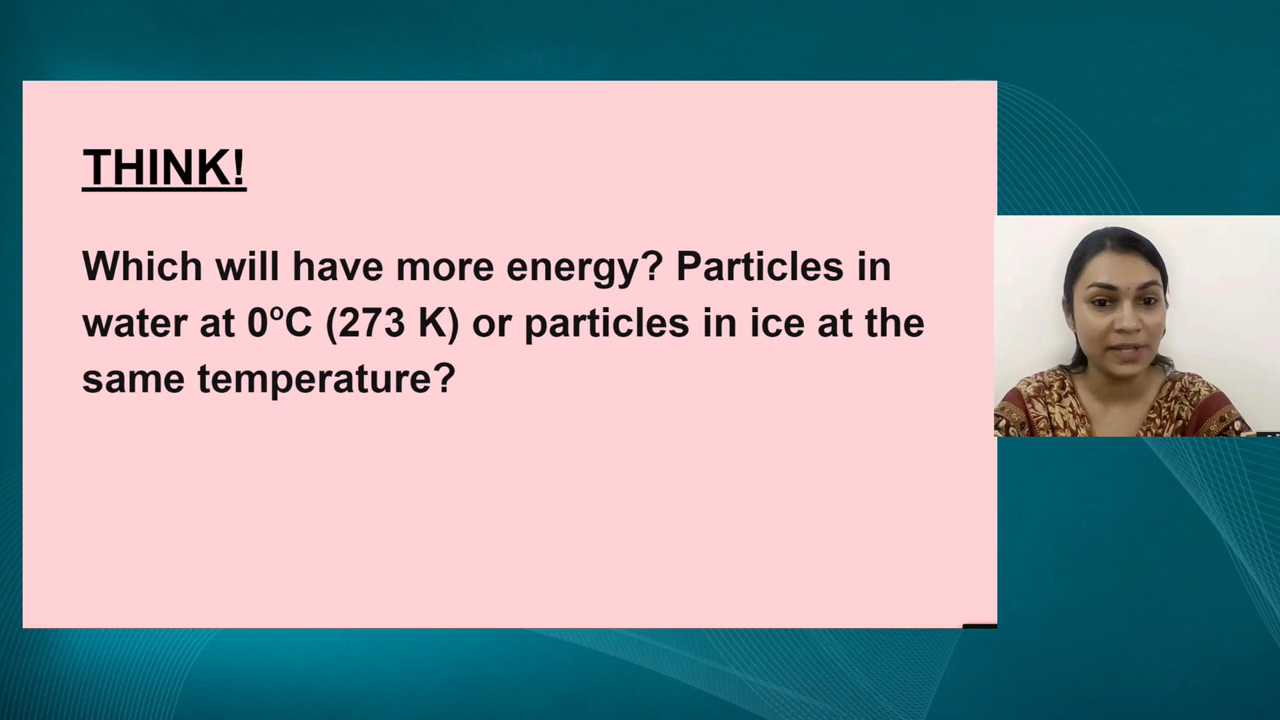 THINK!
Which will have more energy? Particles in
water at 0ºC (273 K) or particles in ice at the
same temperature?